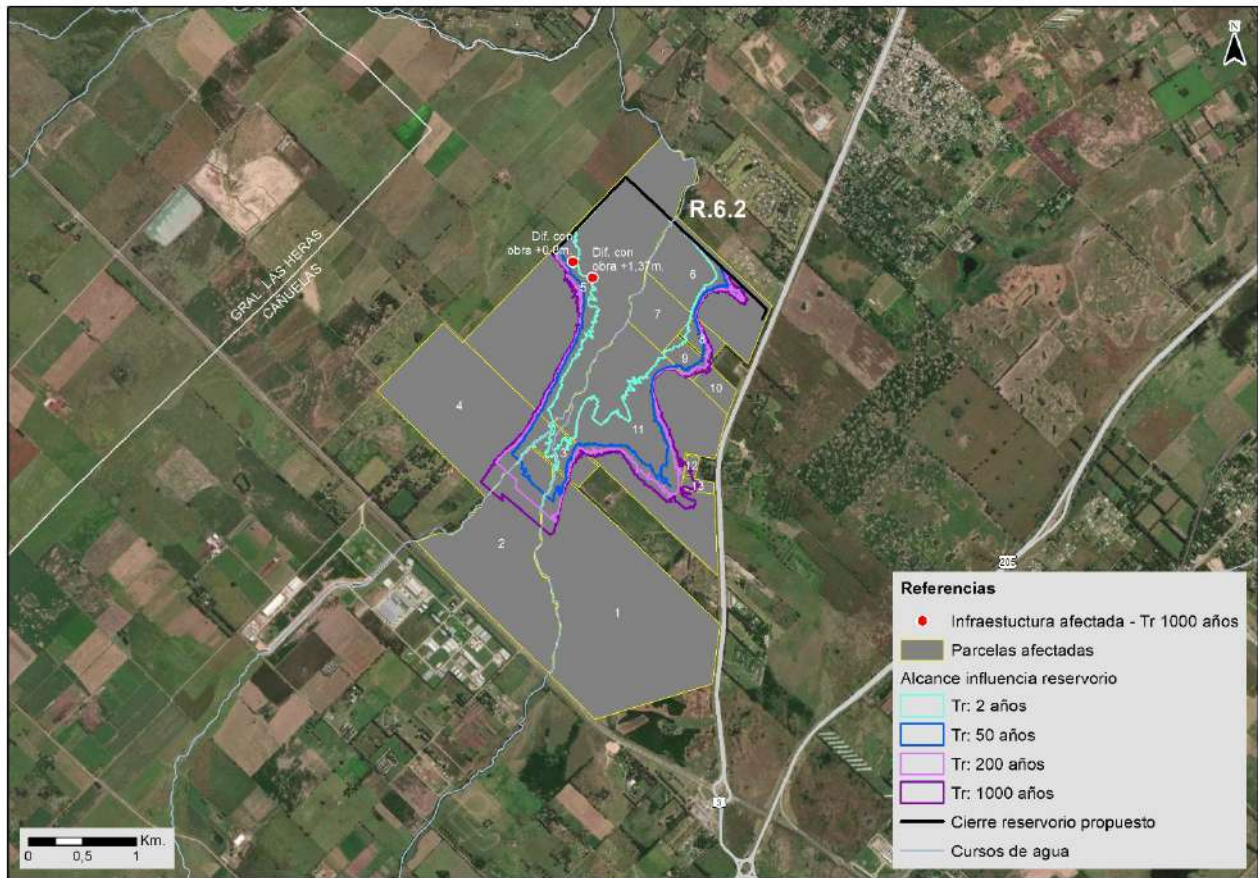 N
R.6.2
Dif. con
obra +0,8m.
Dif. con
obra +1,37m.
5
6
7
8
9
10
4
11
3
12
13
2
1
GRAL. LAS HERAS
CAÑUELAS
205
3
Referencias
Infraestuctura afectada - Tr 1000 años
Parcelas afectadas
Alcance influencia reservorio
Tr: 2 años
Tr: 50 años
Tr: 200 años
Tr: 1000 años
Cierre reservorio propuesto
Cursos de agua
Km.
0 0,5 1